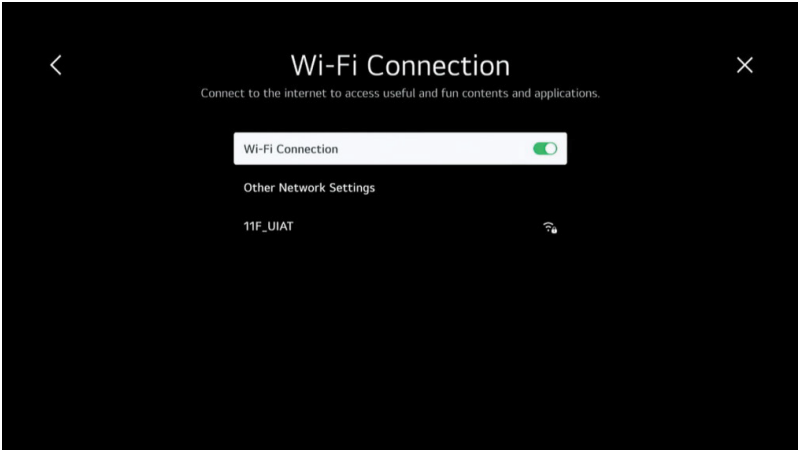 Wi-Fi Connection
Connect to the internet to access useful and fun contents and applications.
Wi-Fi Connection
Other Network Settings
11F_UIAT